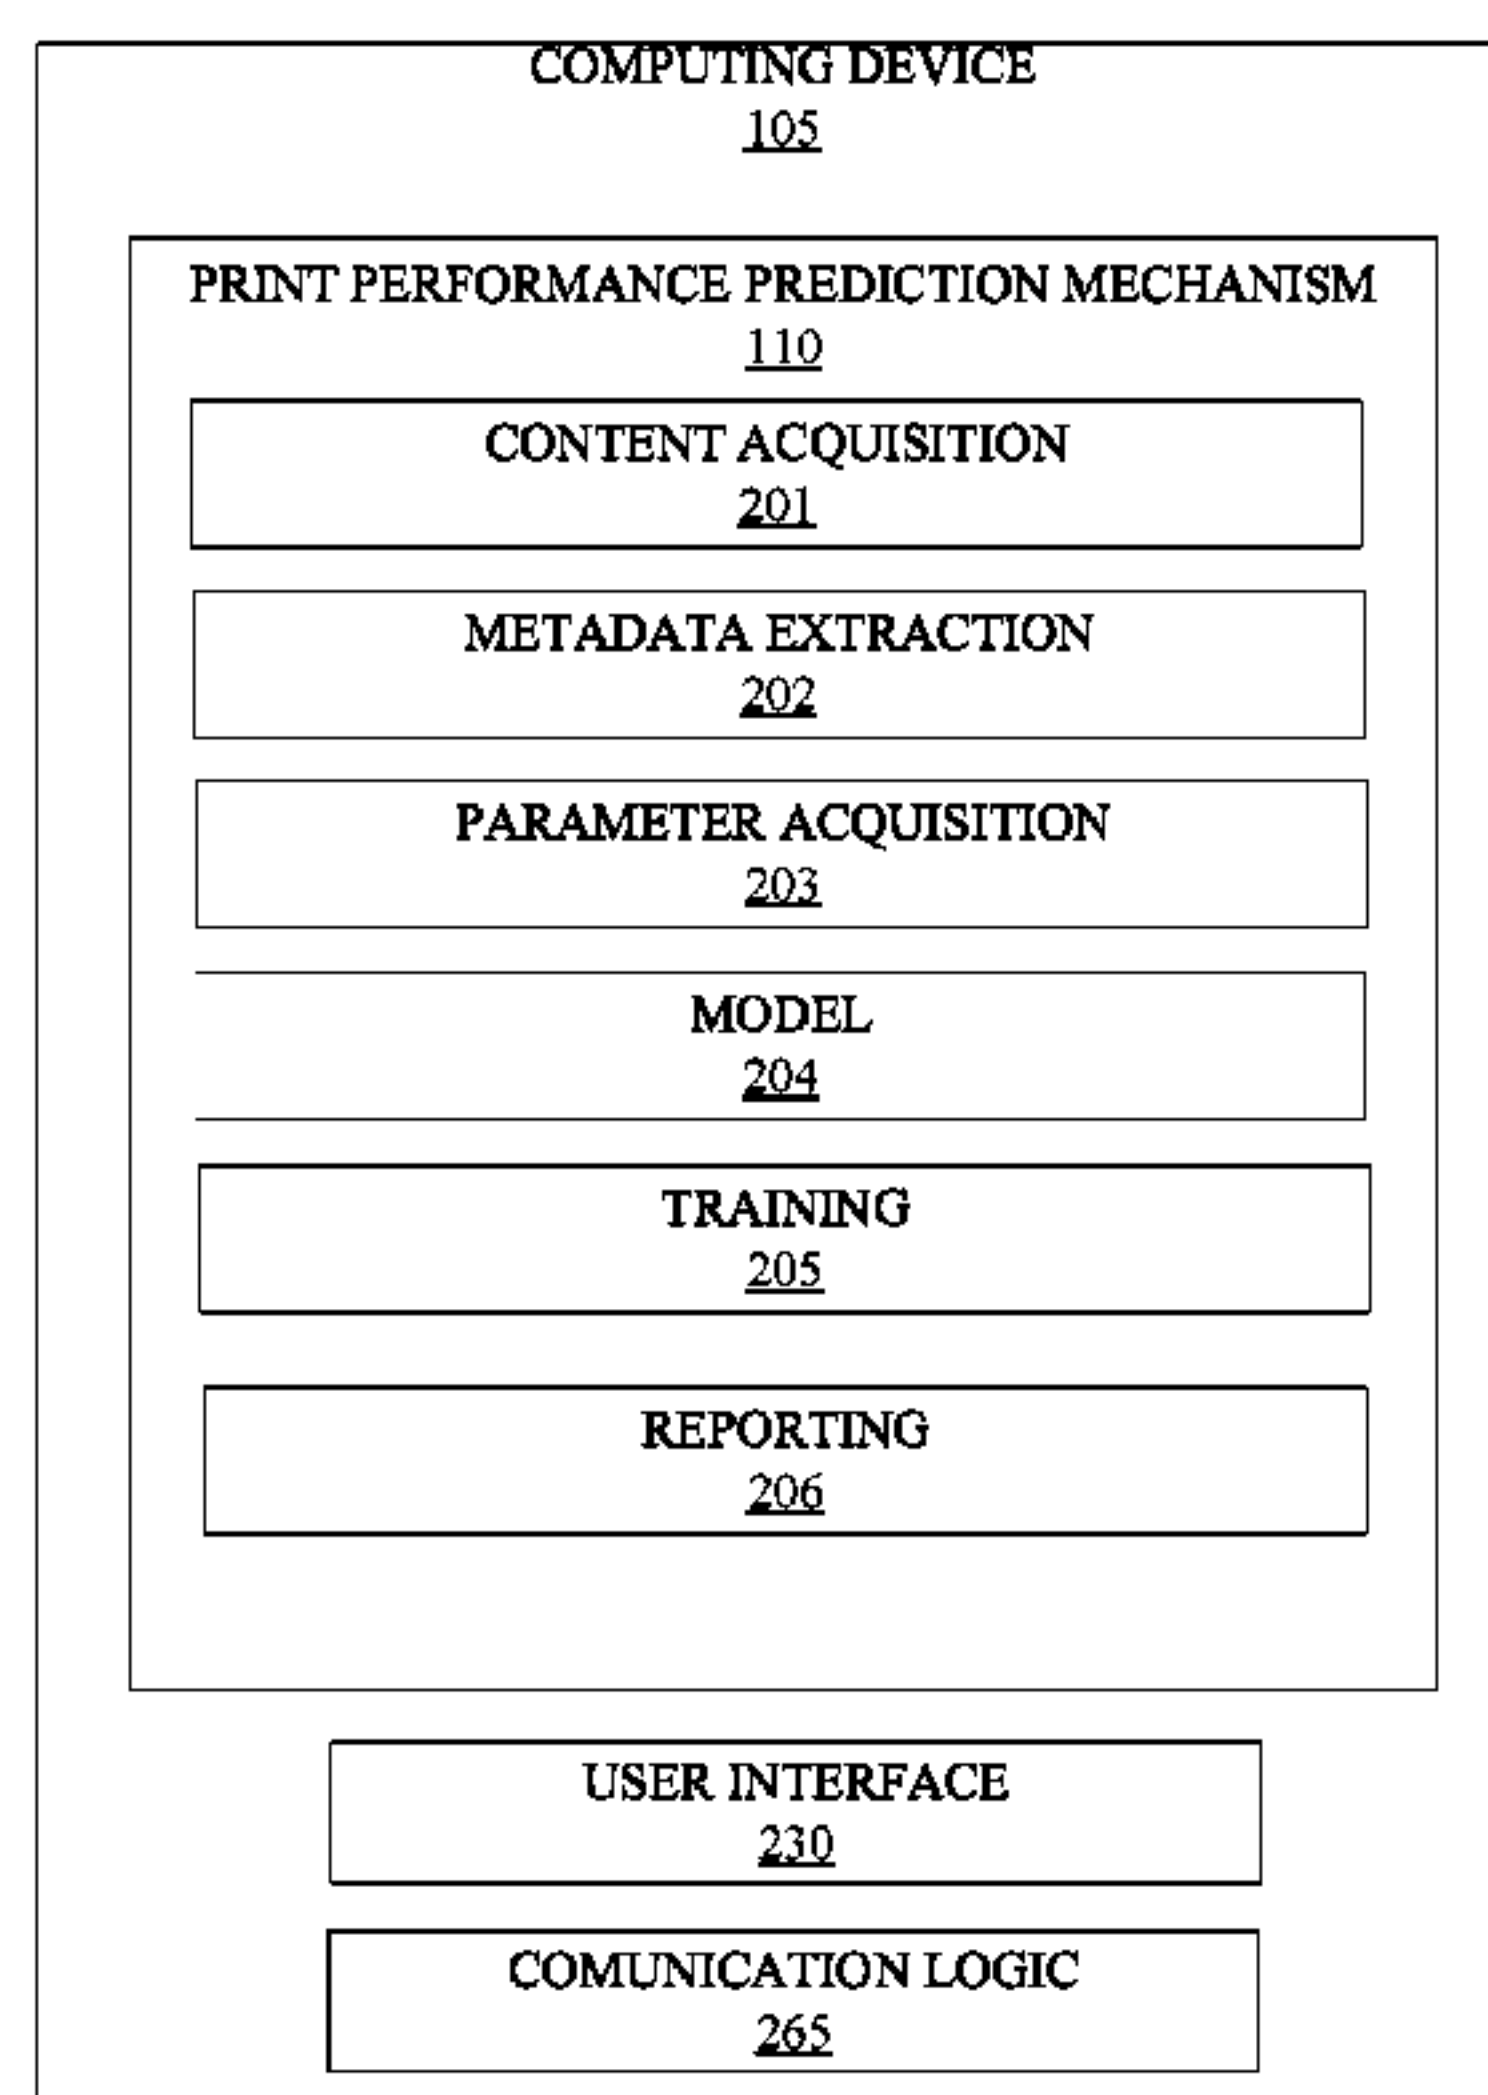 COMPUTING DEVICE
105
PRINT PERFORMANCE PREDICTION MECHANISM
110
CONTENT ACQUISITION
201
METADATA EXTRACTION
202
PARAMETER ACQUISITION
203
MODEL
204
TRAINING
205
REPORTING
206
USER INTERFACE
230
COMUNICATION LOGIC
265